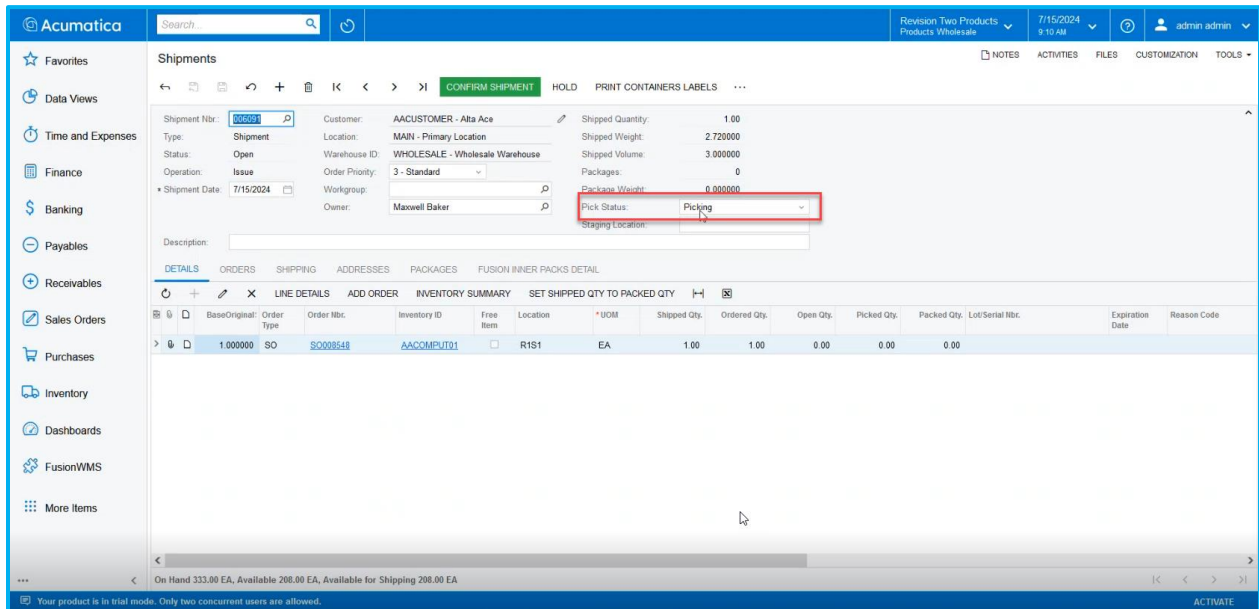 Acumatica
Search...
Revision Two Products
Products Wholesale
7/15/2024
9:10 AM
admin admin
Favorites
Data Views
Time and Expenses
Finance
Banking
Payables
Receivables
Sales Orders
Purchases
Inventory
Dashboards
FusionWMS
More Items
Shipments
NOTES ACTIVITIES FILES CUSTOMIZATION TOOLS
CONFIRM SHIPMENT HOLD PRINT CONTAINERS LABELS ...
Shipment Nbr.: 006091 Customer: AACUSTOMER - Alta Ace Shipped Quantity: 1.00
Type: Shipment Location: MAIN - Primary Location Shipped Weight: 2.720000
Status: Open Warehouse ID: WHOLESALE - Wholesale Warehouse Shipped Volume: 3.000000
Operation: Issue Order Priority: 3 - Standard Packages: 0
* Shipment Date: 7/15/2024 Workgroup: Package Weight: 0.000000
Owner: Maxwell Baker Pick Status: Picking
Staging Location:
Description:
DETAILS ORDERS SHIPPING ADDRESSES PACKAGES FUSION INNER PACKS DETAIL
LINE DETAILS ADD ORDER INVENTORY SUMMARY SET SHIPPED QTY TO PACKED QTY
BaseOriginal: Order Type Order Nbr. Inventory ID Free Item Location * UOM Shipped Qty. Ordered Qty. Open Qty. Picked Qty. Packed Qty. Lot/Serial Nbr. Expiration Date Reason Code
1.000000 SO SO008548 AACOMPUT01 R1S1 EA 1.00 1.00 0.00 0.00 0.00
On Hand 333.00 EA, Available 208.00 EA, Available for Shipping 208.00 EA
Your product is in trial mode. Only two concurrent users are allowed. ACTIVATE